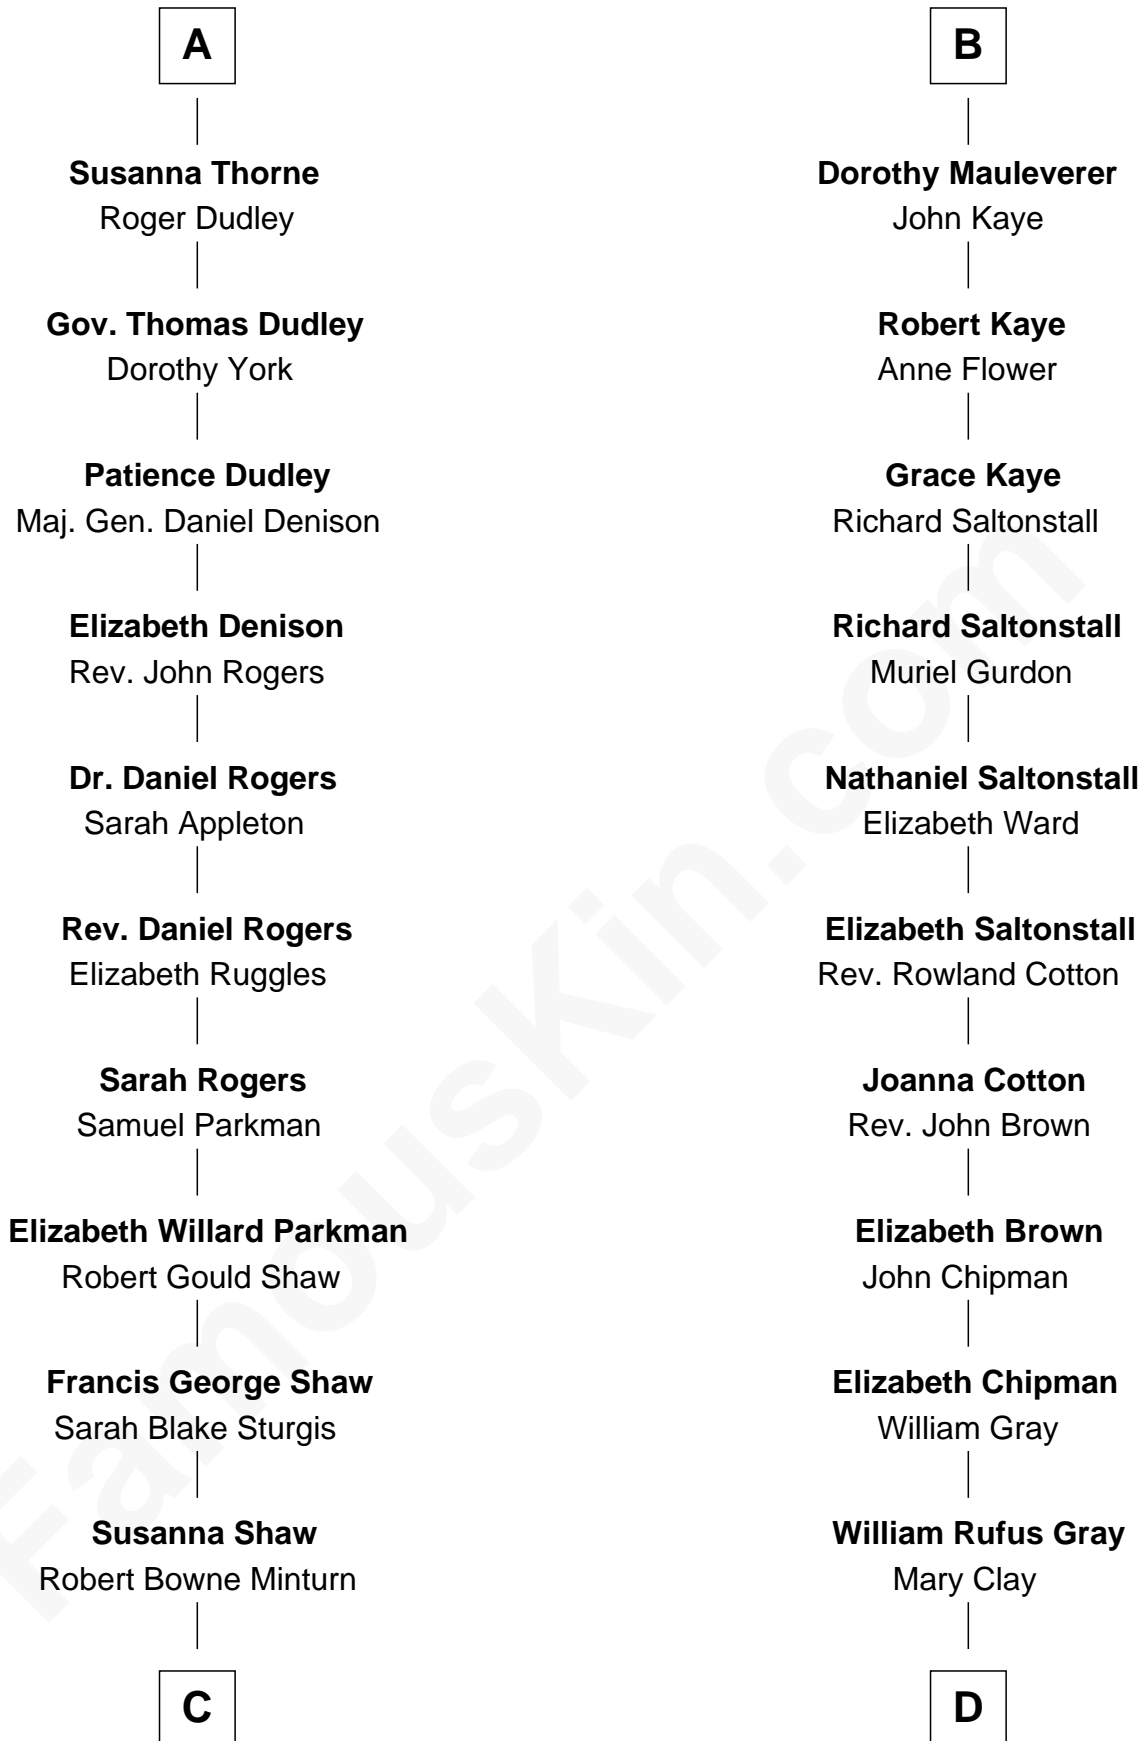 A
Susanna Thorne
Roger Dudley
Gov. Thomas Dudley
Dorothy York
Patience Dudley
Maj. Gen. Daniel Denison
Elizabeth Denison
Rev. John Rogers
Dr. Daniel Rogers
Sarah Appleton
Rev. Daniel Rogers
Elizabeth Ruggles
Sarah Rogers
Samuel Parkman
Elizabeth Willard Parkman
Robert Gould Shaw
Francis George Shaw
Sarah Blake Sturgis
Susanna Shaw
Robert Bowne Minturn
C
B
Dorothy Mauleverer
John Kaye
Robert Kaye
Anne Flower
Grace Kaye
Richard Saltonstall
Richard Saltonstall
Muriel Gurdon
Nathaniel Saltonstall
Elizabeth Ward
Elizabeth Saltonstall
Rev. Rowland Cotton
Joanna Cotton
Rev. John Brown
Elizabeth Brown
John Chipman
Elizabeth Chipman
William Gray
William Rufus Gray
Mary Clay
D
FamousKin.com